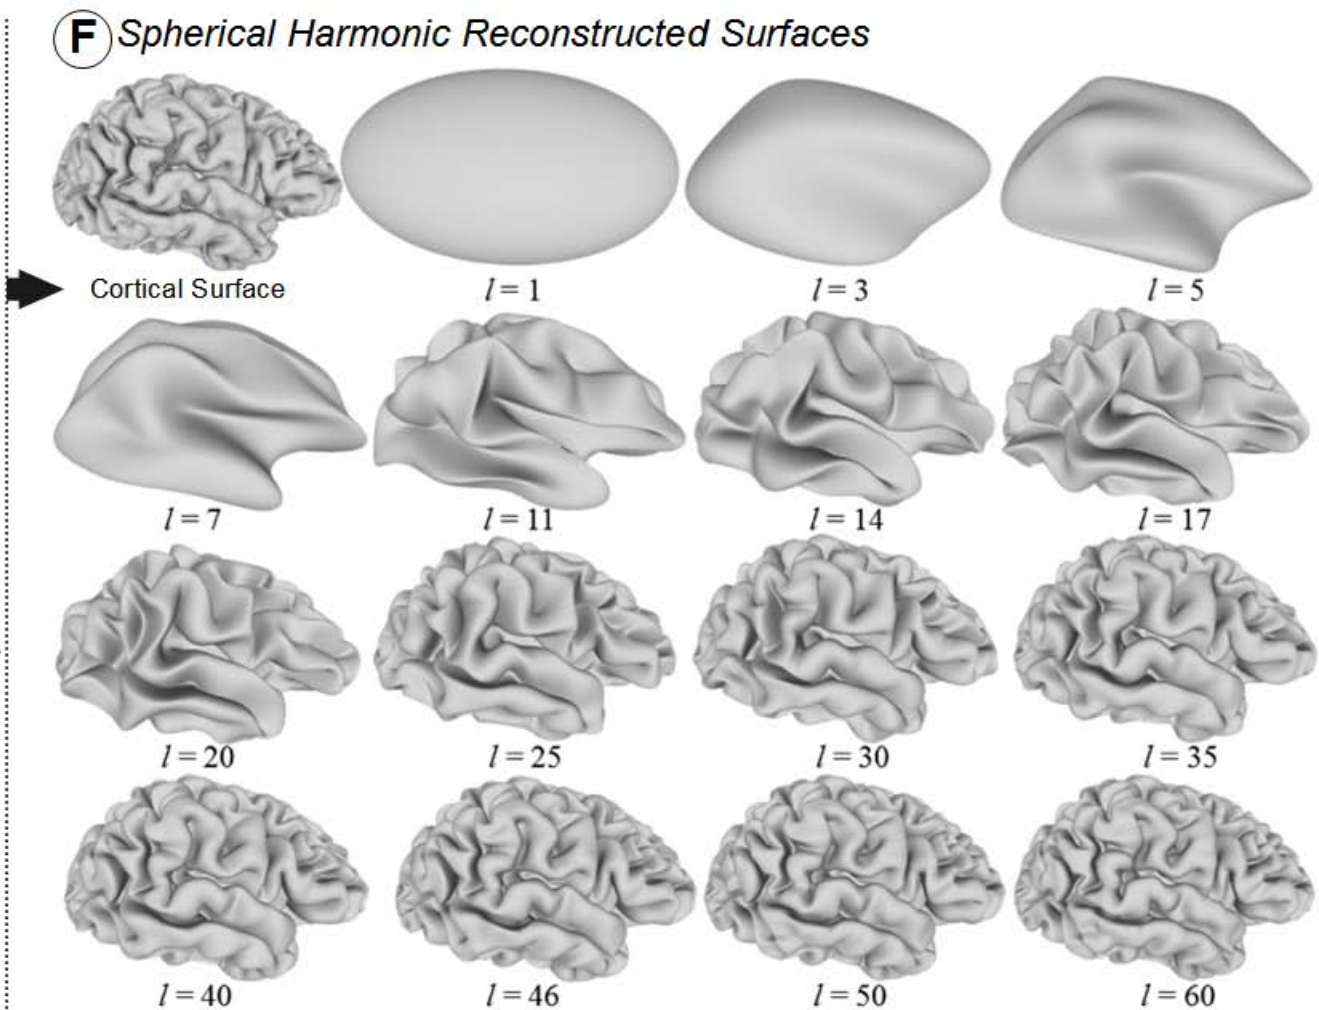 F Spherical Harmonic Reconstructed Surfaces
Cortical Surface
l = 1
l = 3
l = 5
l = 7
l = 11
l = 14
l = 17
l = 20
l = 25
l = 30
l = 35
l = 40
l = 46
l = 50
l = 60